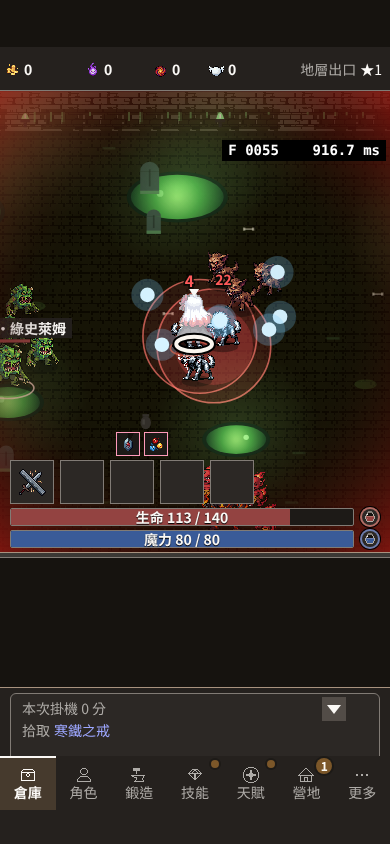 0 0 0 0 地層出口 ★1
F 0055 916.7 ms
4 22
・綠史萊姆
生命 113 / 140
魔力 80 / 80
本次掛機 0 分
拾取 寒鐵之戒
1
倉庫 角色 鍛造 技能 天賦 營地 更多